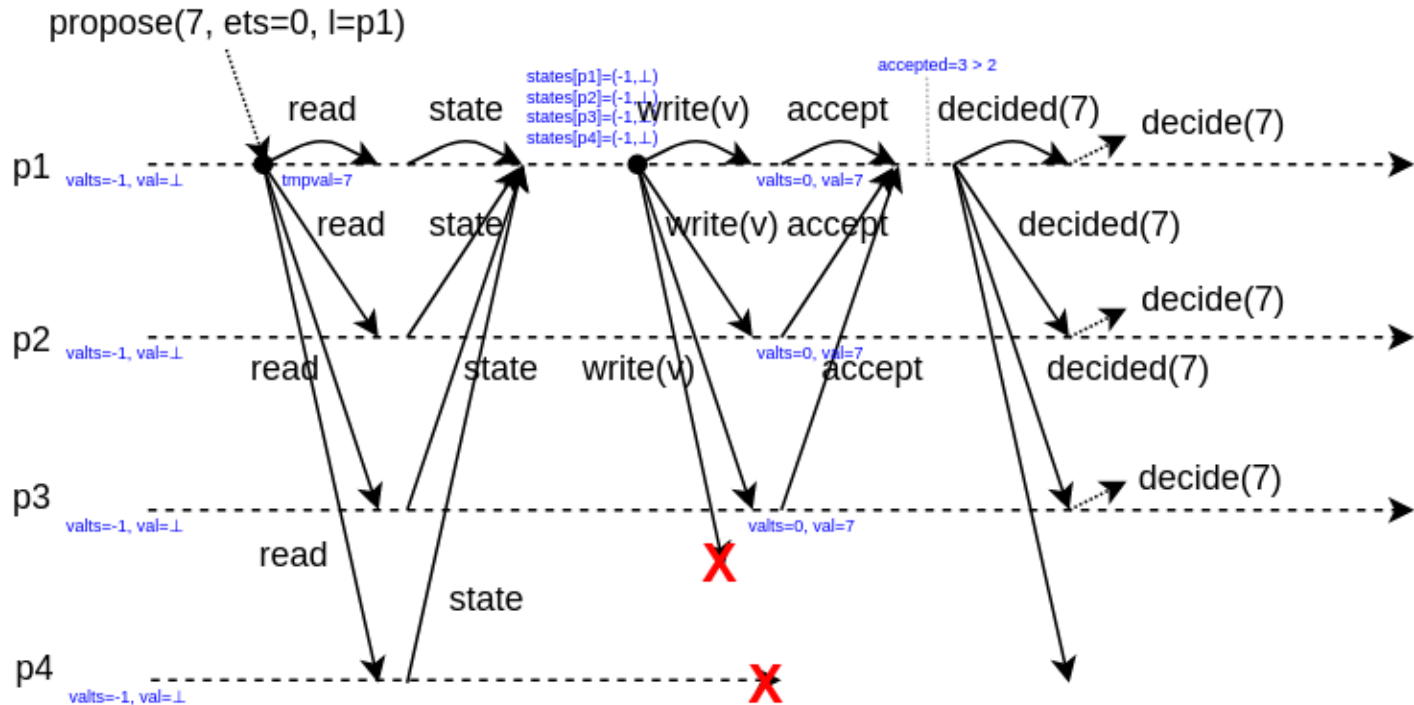 propose(7, ets=0, l=p1)
states[p1]=(-1,⊥)
states[p2]=(-1,⊥)
states[p3]=(-1,⊥)
states[p4]=(-1,⊥)
accepted=3 > 2
read
state
write(v)
accept
decided(7)
decide(7)
p1
valts=-1, val=⊥
tmpval=7
valts=0, val=7
read
state
write(v)
accept
decided(7)
decide(7)
p2
valts=-1, val=⊥
valts=0, val=7
read
state
write(v)
accept
decided(7)
decide(7)
p3
valts=-1, val=⊥
valts=0, val=7
read
X
state
p4
X
valts=-1, val=⊥